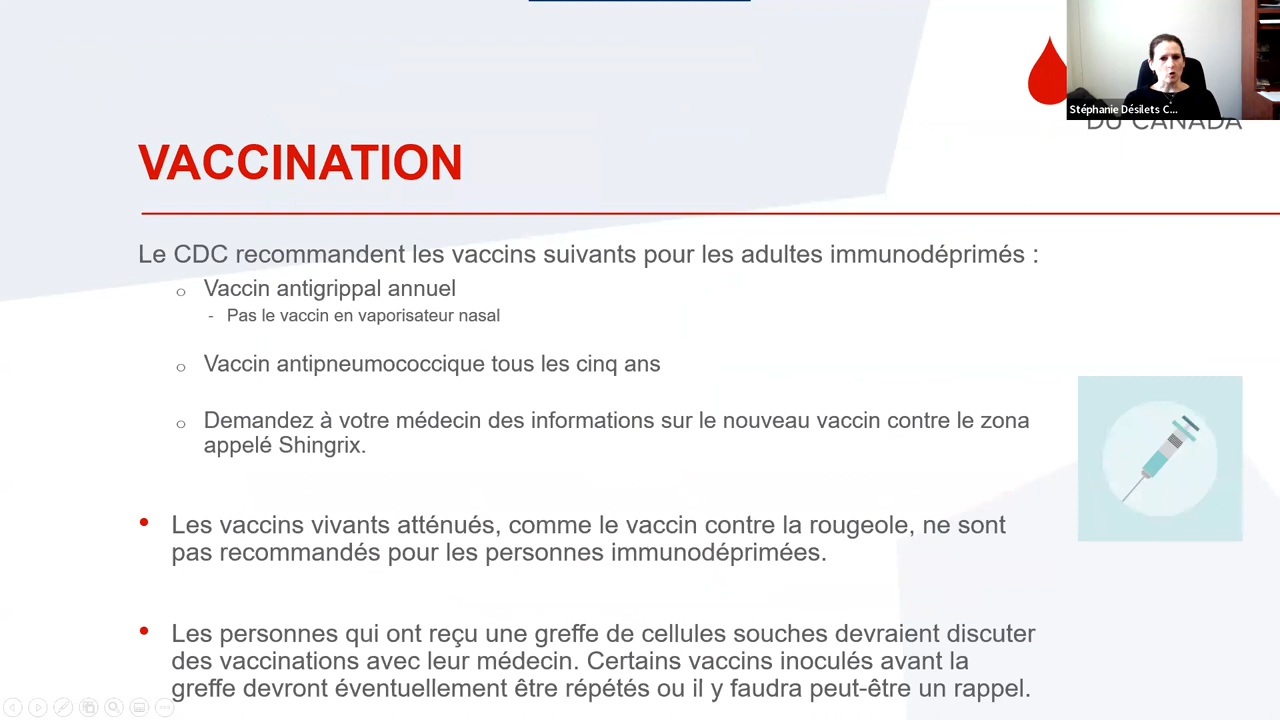 Stéphanie Désilets C...
DU CANADA
VACCINATION
Le CDC recommandent les vaccins suivants pour les adultes immunodéprimés :
o Vaccin antigrippal annuel
- Pas le vaccin en vaporisateur nasal
o Vaccin antipneumococcique tous les cinq ans
o Demandez à votre médecin des informations sur le nouveau vaccin contre le zona
appelé Shingrix.
• Les vaccins vivants atténués, comme le vaccin contre la rougeole, ne sont
pas recommandés pour les personnes immunodéprimées.
• Les personnes qui ont reçu une greffe de cellules souches devraient discuter
des vaccinations avec leur médecin. Certains vaccins inoculés avant la
greffe devront éventuellement être répétés ou il y faudra peut-être un rappel.